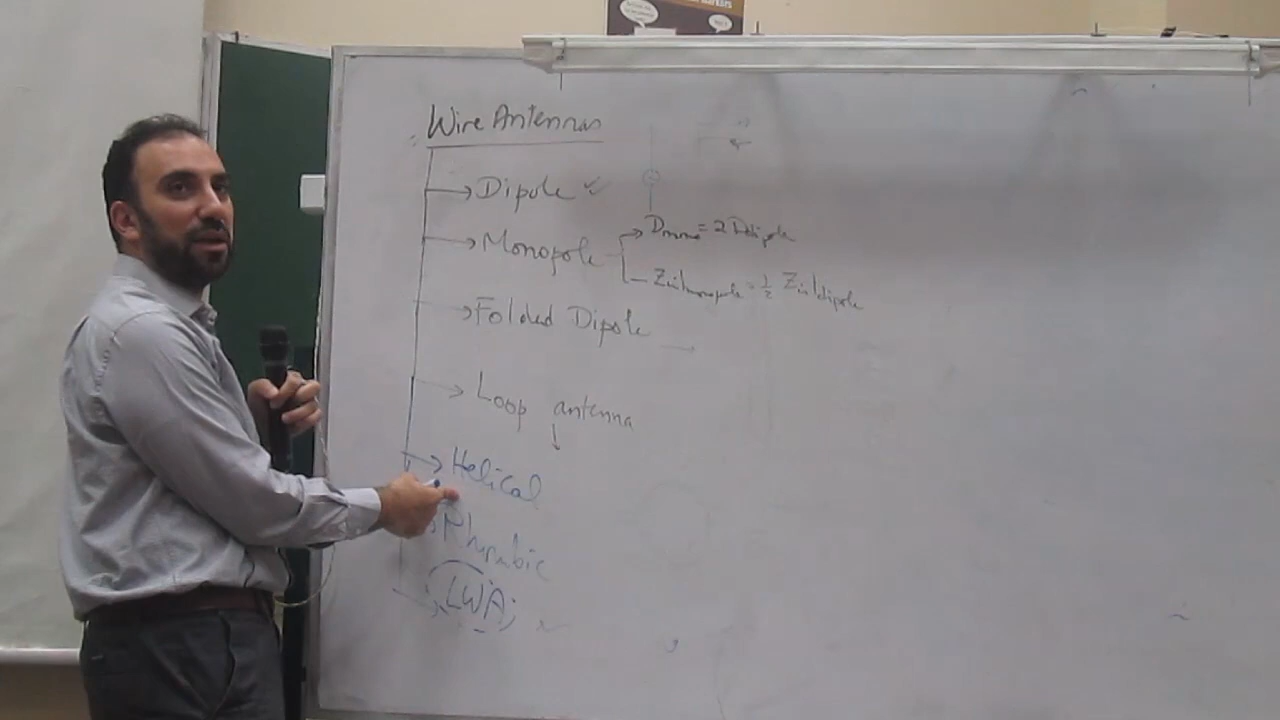 Wire Antennas
Dipole ✓
Monopole
Dmono = 2 Ddipole
Zin|monopole = 1/2 Zin|dipole
Folded Dipole
Loop antenna
Helical
Rhumbic
LWA